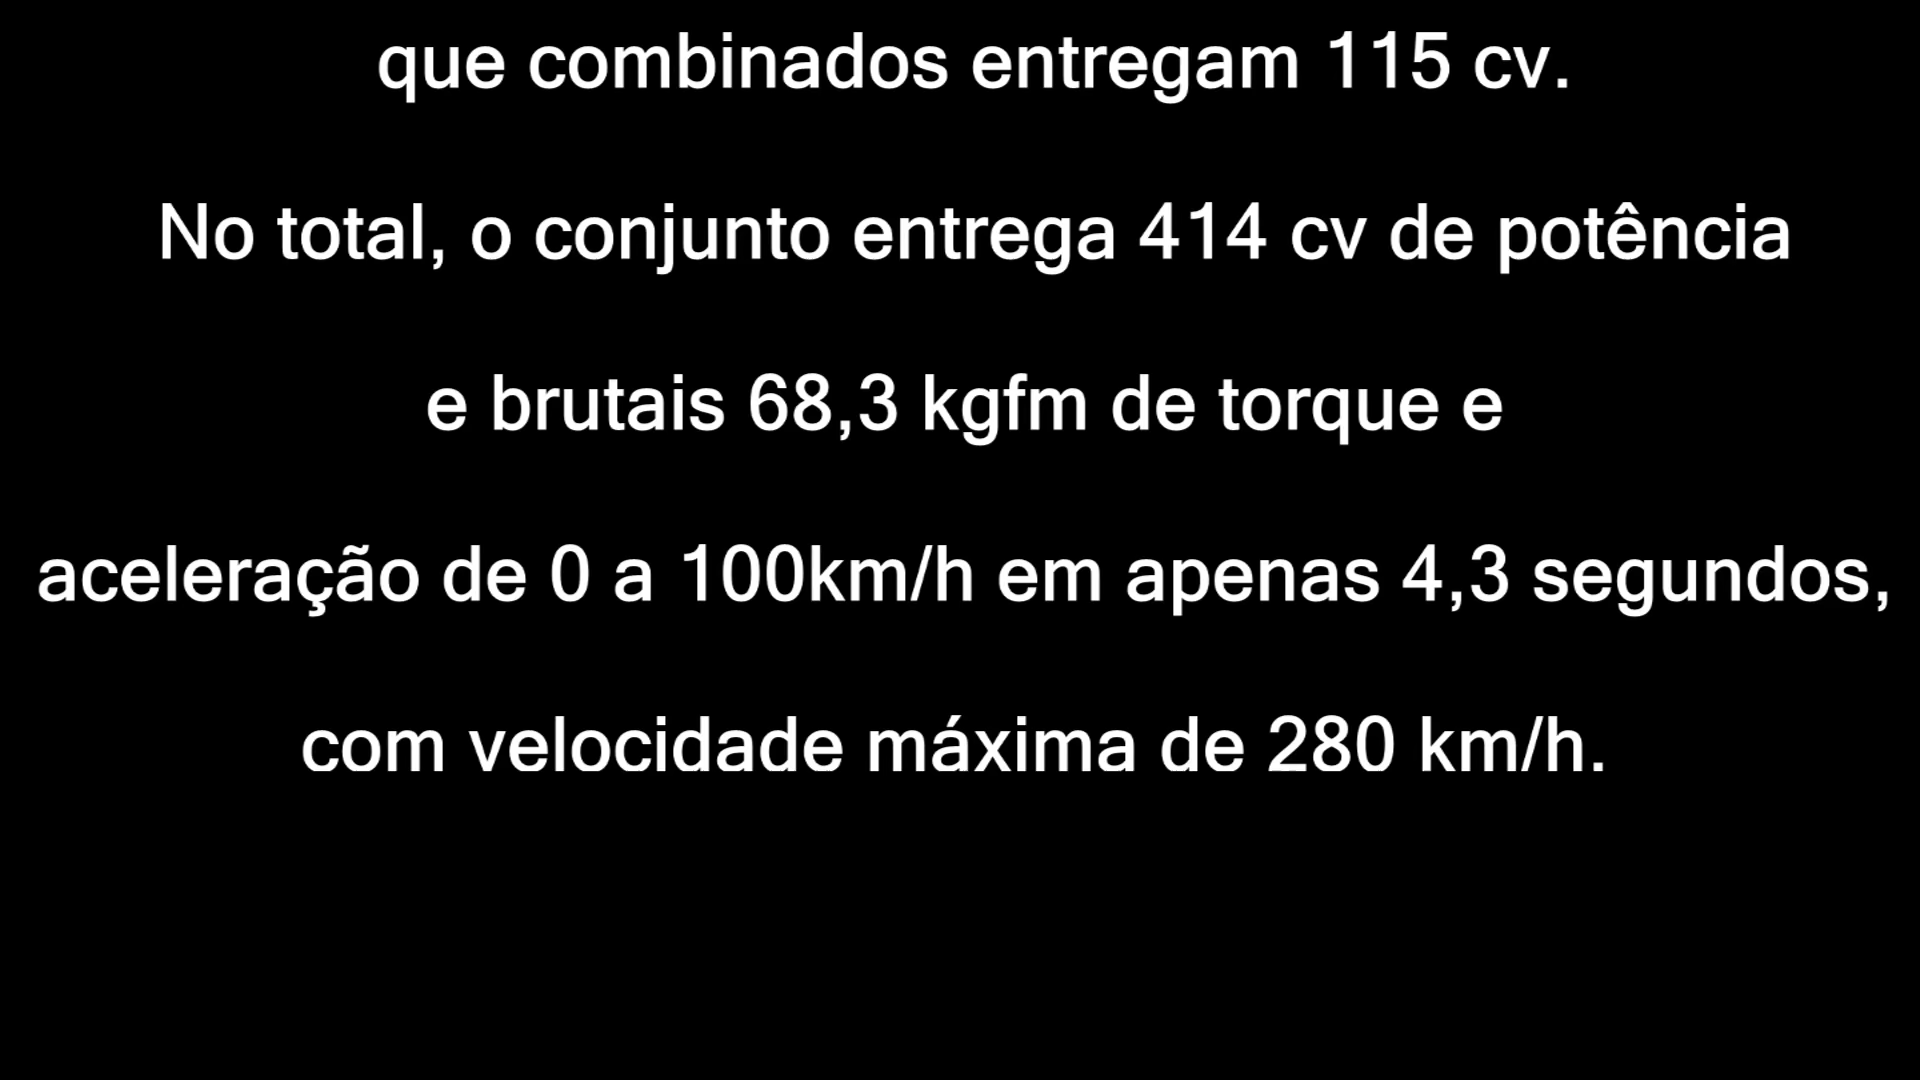 que combinados entregam 115 cv.
No total, o conjunto entrega 414 cv de potência
e brutais 68,3 kgfm de torque e
aceleração de 0 a 100km/h em apenas 4,3 segundos,
com velocidade máxima de 280 km/h.